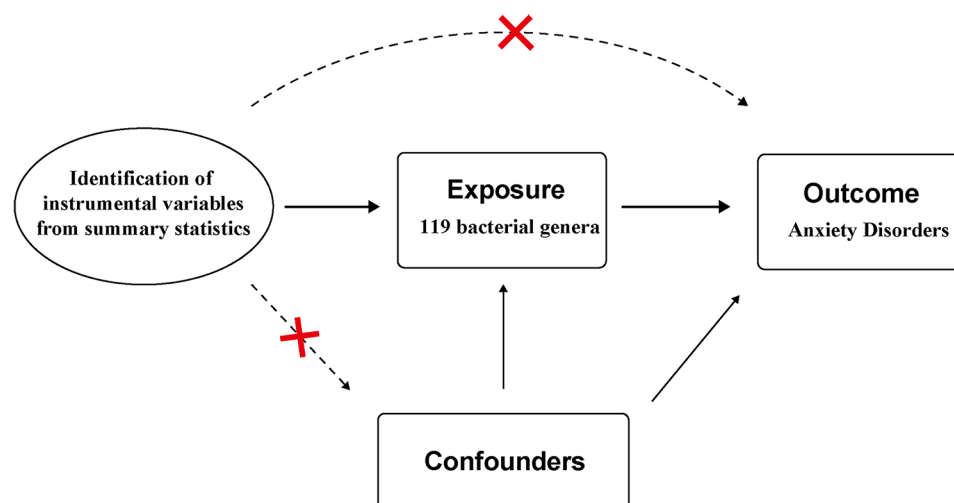 Identification of
instrumental variables
from summary statistics
Exposure
119 bacterial genera
Outcome
Anxiety Disorders
Confounders